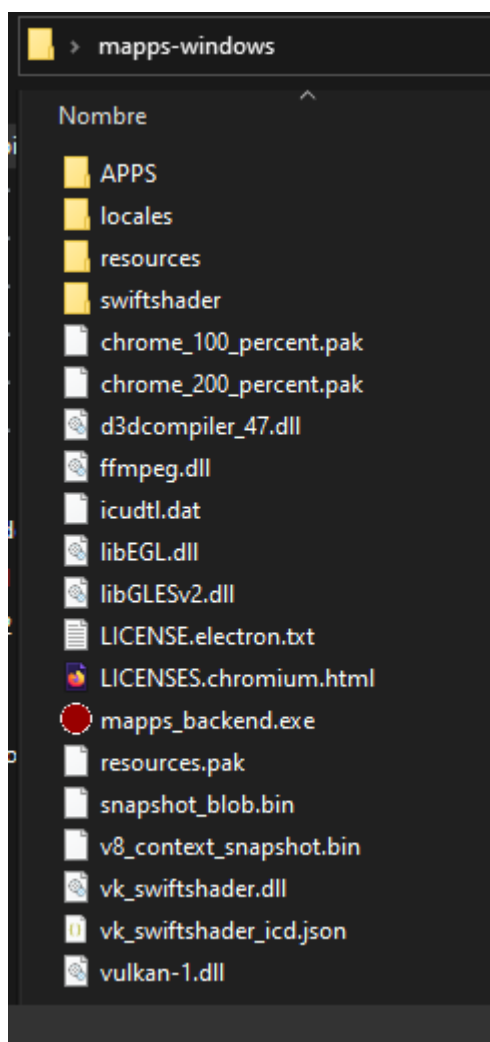 mapps-windows
Nombre
APPS
locales
resources
swiftshader
chrome_100_percent.pak
chrome_200_percent.pak
d3dcompiler_47.dll
ffmpeg.dll
icudtl.dat
libEGL.dll
libGLESv2.dll
LICENSE.electron.txt
LICENSES.chromium.html
mapps_backend.exe
resources.pak
snapshot_blob.bin
v8_context_snapshot.bin
vk_swiftshader.dll
vk_swiftshader_icd.json
vulkan-1.dll